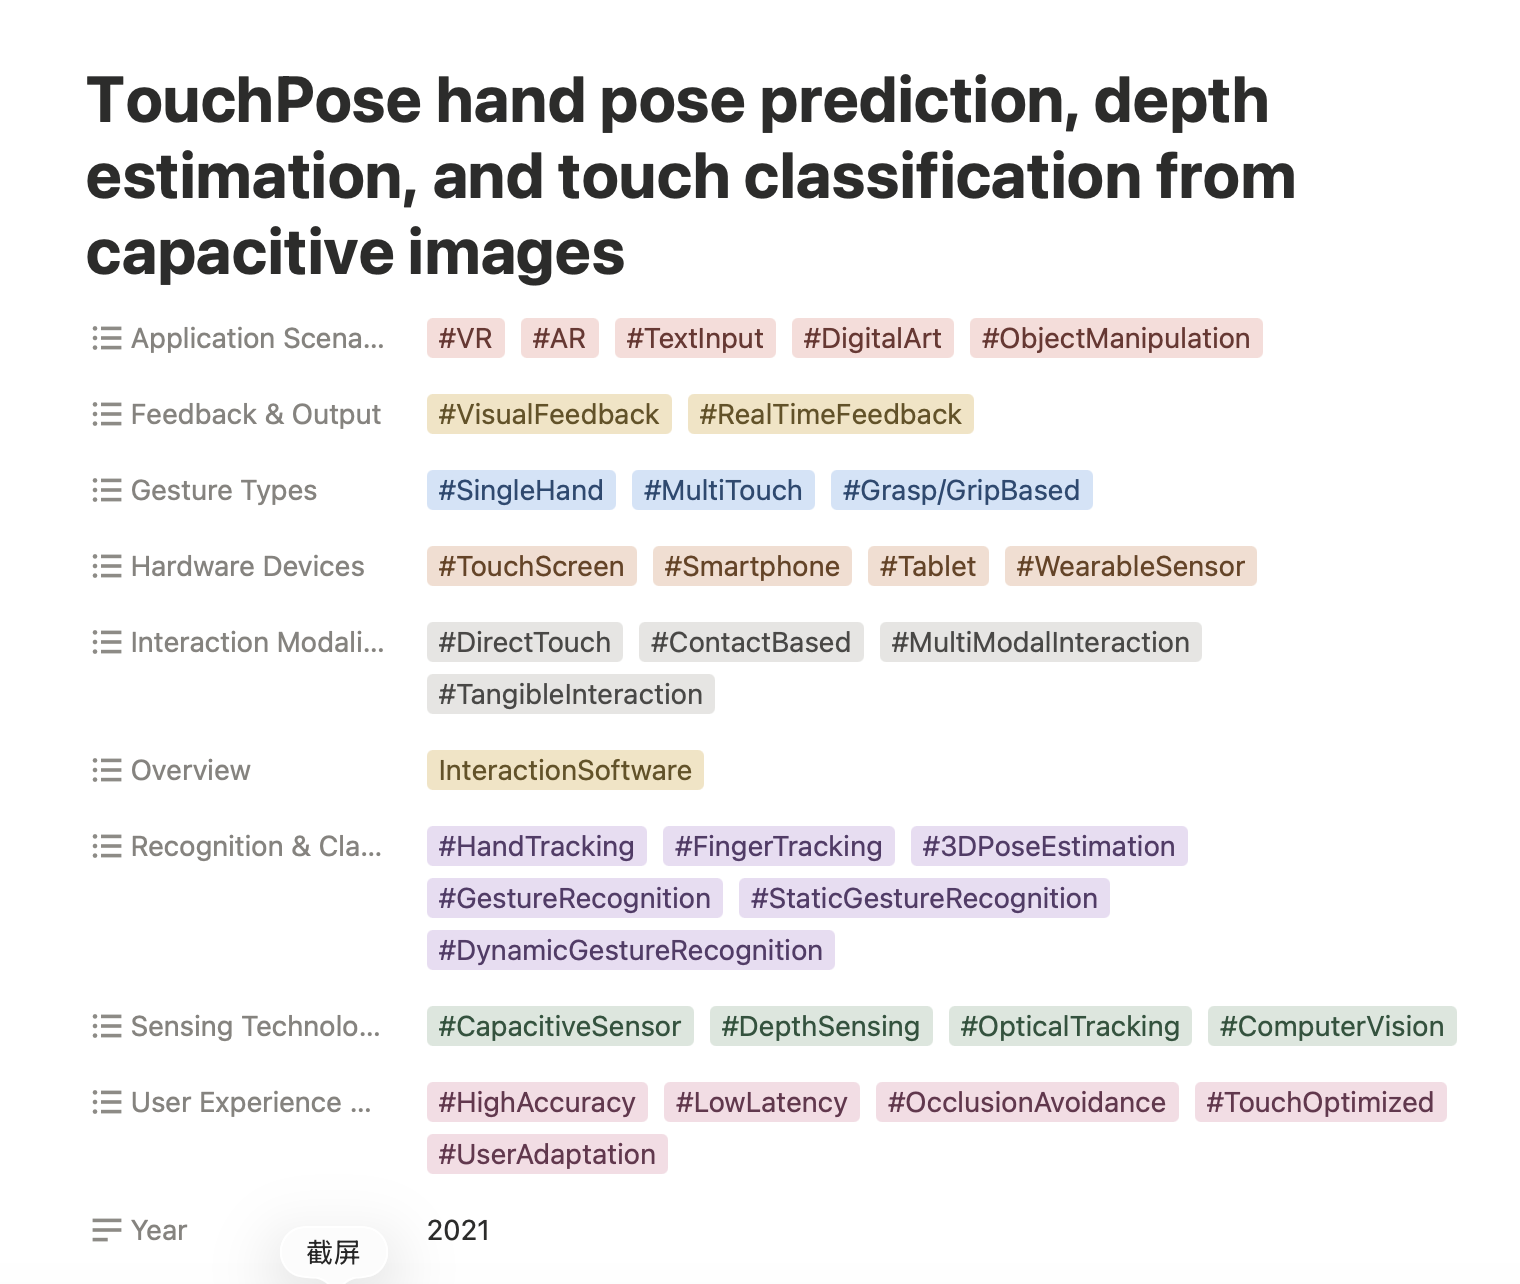 TouchPose hand pose prediction, depth
estimation, and touch classification from
capacitive images
Application Scena... #VR #AR #TextInput #DigitalArt #ObjectManipulation
Feedback & Output #VisualFeedback #RealTimeFeedback
Gesture Types #SingleHand #MultiTouch #Grasp/GripBased
Hardware Devices #TouchScreen #Smartphone #Tablet #WearableSensor
Interaction Modali... #DirectTouch #ContactBased #MultiModalInteraction
#TangibleInteraction
Overview InteractionSoftware
Recognition & Cla... #HandTracking #FingerTracking #3DPoseEstimation
#GestureRecognition #StaticGestureRecognition
#DynamicGestureRecognition
Sensing Technolo... #CapacitiveSensor #DepthSensing #OpticalTracking #ComputerVision
User Experience ... #HighAccuracy #LowLatency #OcclusionAvoidance #TouchOptimized
#UserAdaptation
Year 2021
截屏